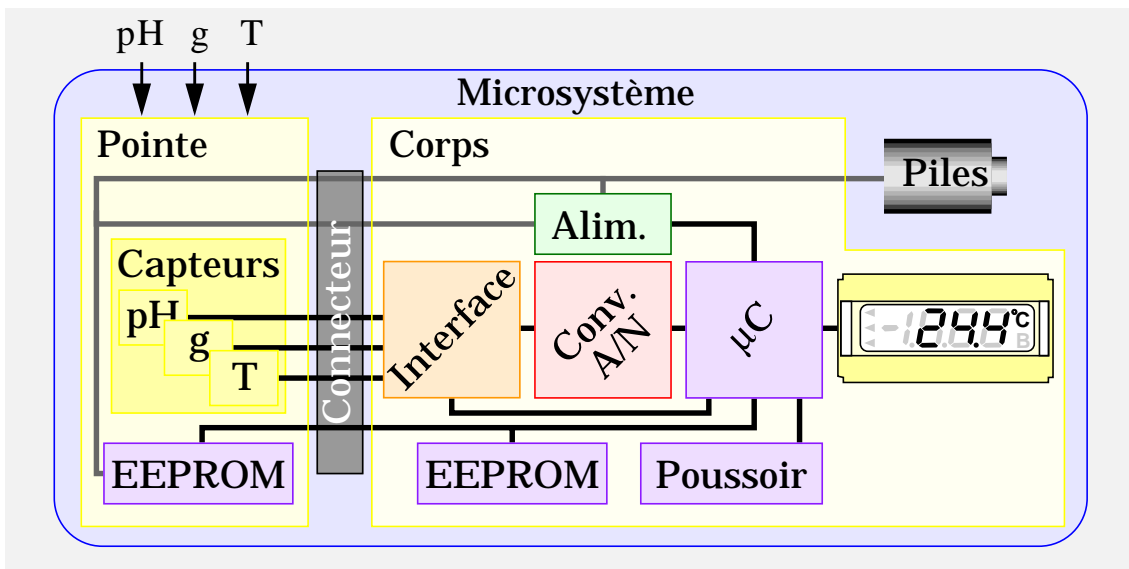 pH g T
Microsystème
Pointe
Corps
Piles
Alim.
Connecteur
Capteurs
pH
g
T
Interface
Conv.
A/N
µC
24.4°C
B
EEPROM
EEPROM
Poussoir